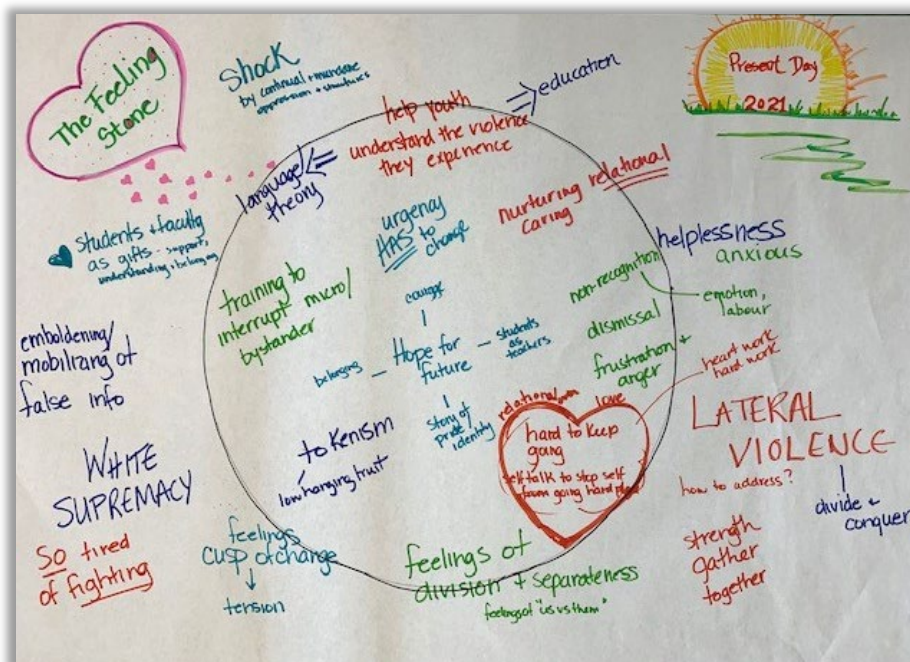 The Feeling
Stone
Shock
by continual + mundane
oppression + structures
help youth
understand the violence
they experience
⇒ education
Present Day
2021
language/
theory
nurturing relational
caring
students + faculty
as gifts - support,
understanding + belonging
urgency
HAS to
change
helplessness
anxious
non-recognition
emotion,
labour
training to
interrupt micro/
bystander
courage
dismissal
emboldening/
mobilizing of
false info
belonging
Hope for
future
students
as
teachers
frustration +
anger
heart work
hard work
story of
pride/
identity
relational
love
LATERAL
VIOLENCE
hard to keep
going
self talk to stop self
from going hard
to Kenism
low hanging fruit
how to address?
divide +
conquer
WHITE
SUPREMACY
So tired
of fighting
feelings
cusp of change
tension
feelings of
division + separateness
feelings of "us vs them"
strength
gather
together